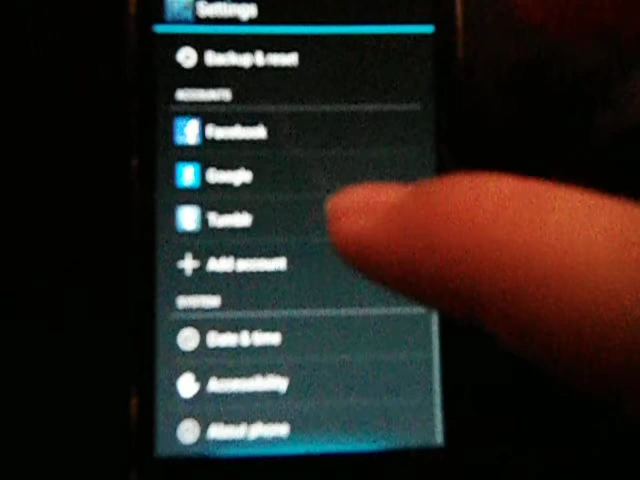 Settings
Backup & reset
ACCOUNTS
Facebook
Google
Tumblr
Add account
SYSTEM
Date & time
Accessibility
About phone